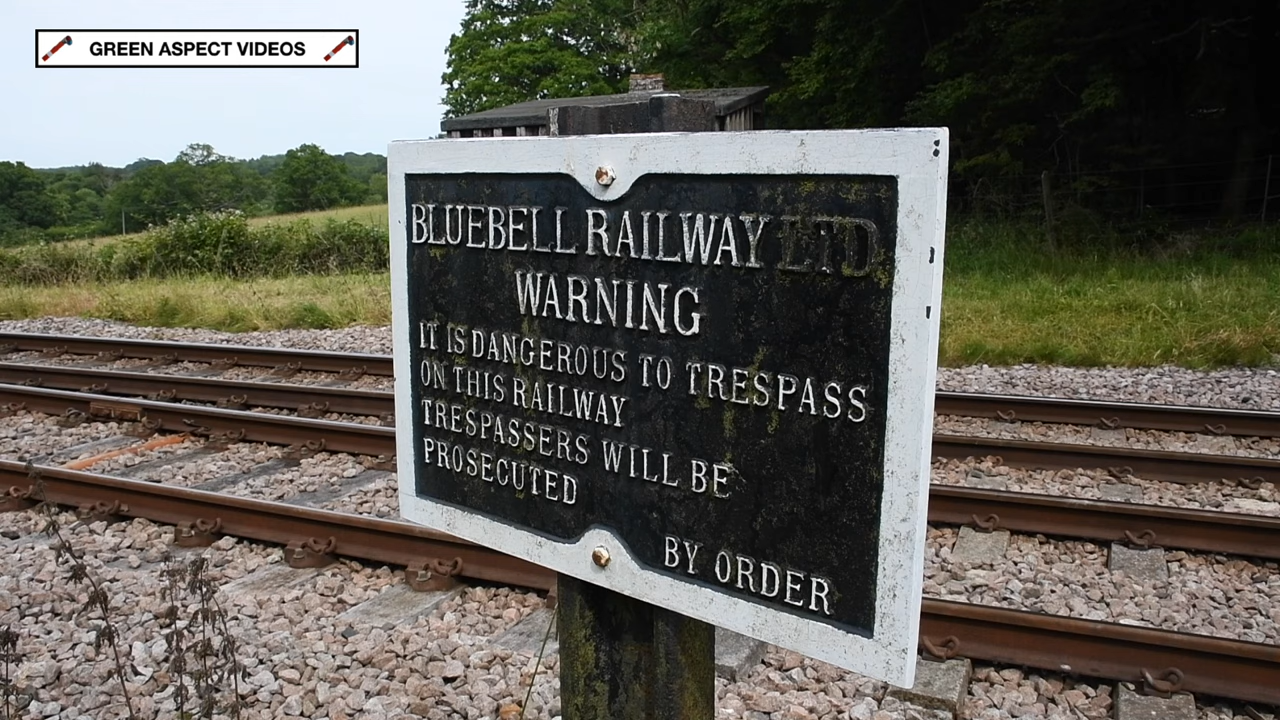 GREEN ASPECT VIDEOS
BLUEBELL RAILWAY LTD
WARNING
IT IS DANGEROUS TO TRESPASS
ON THIS RAILWAY
TRESPASSERS WILL BE
PROSECUTED
BY ORDER